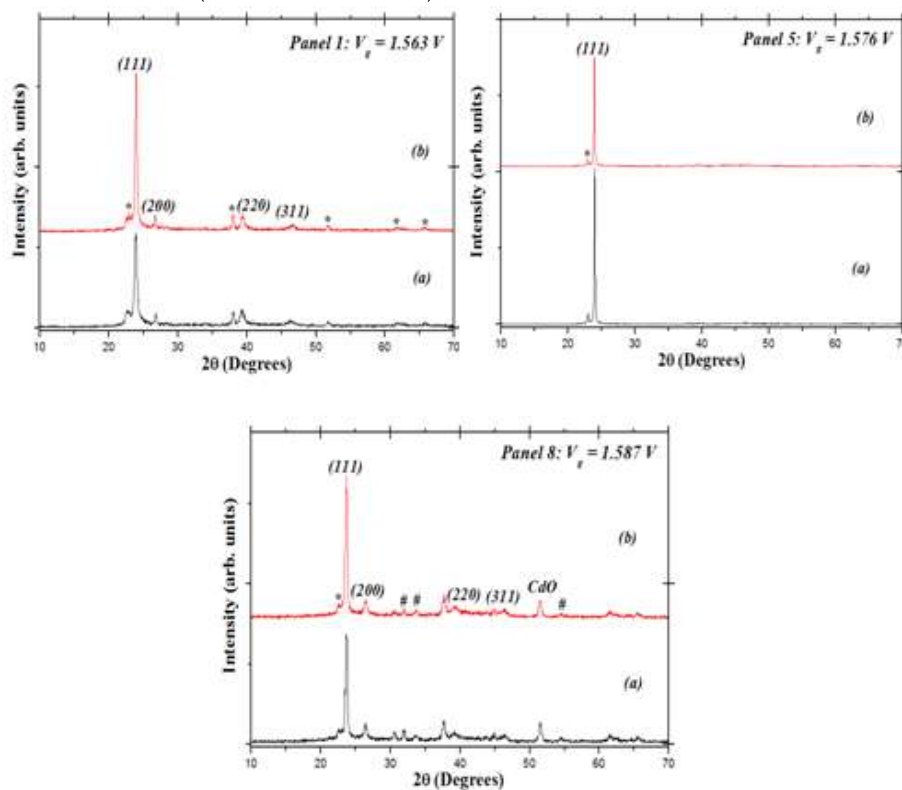 Panel 1: V_g = 1.563 V
(111)
(b)
*
(200)
*
(220)
(311)
*
*
*
(a)
Intensity (arb. units)
10 20 30 40 50 60 70
2θ (Degrees)
Panel 5: V_g = 1.576 V
(111)
(b)
*
(a)
Intensity (arb. units)
10 20 30 40 50 60 70
2θ (Degrees)
Panel 8: V_g = 1.587 V
(111)
(b)
*
(200)
# #
(220)
(311)
CdO
#
(a)
Intensity (arb. units)
10 20 30 40 50 60 70
2θ (Degrees)